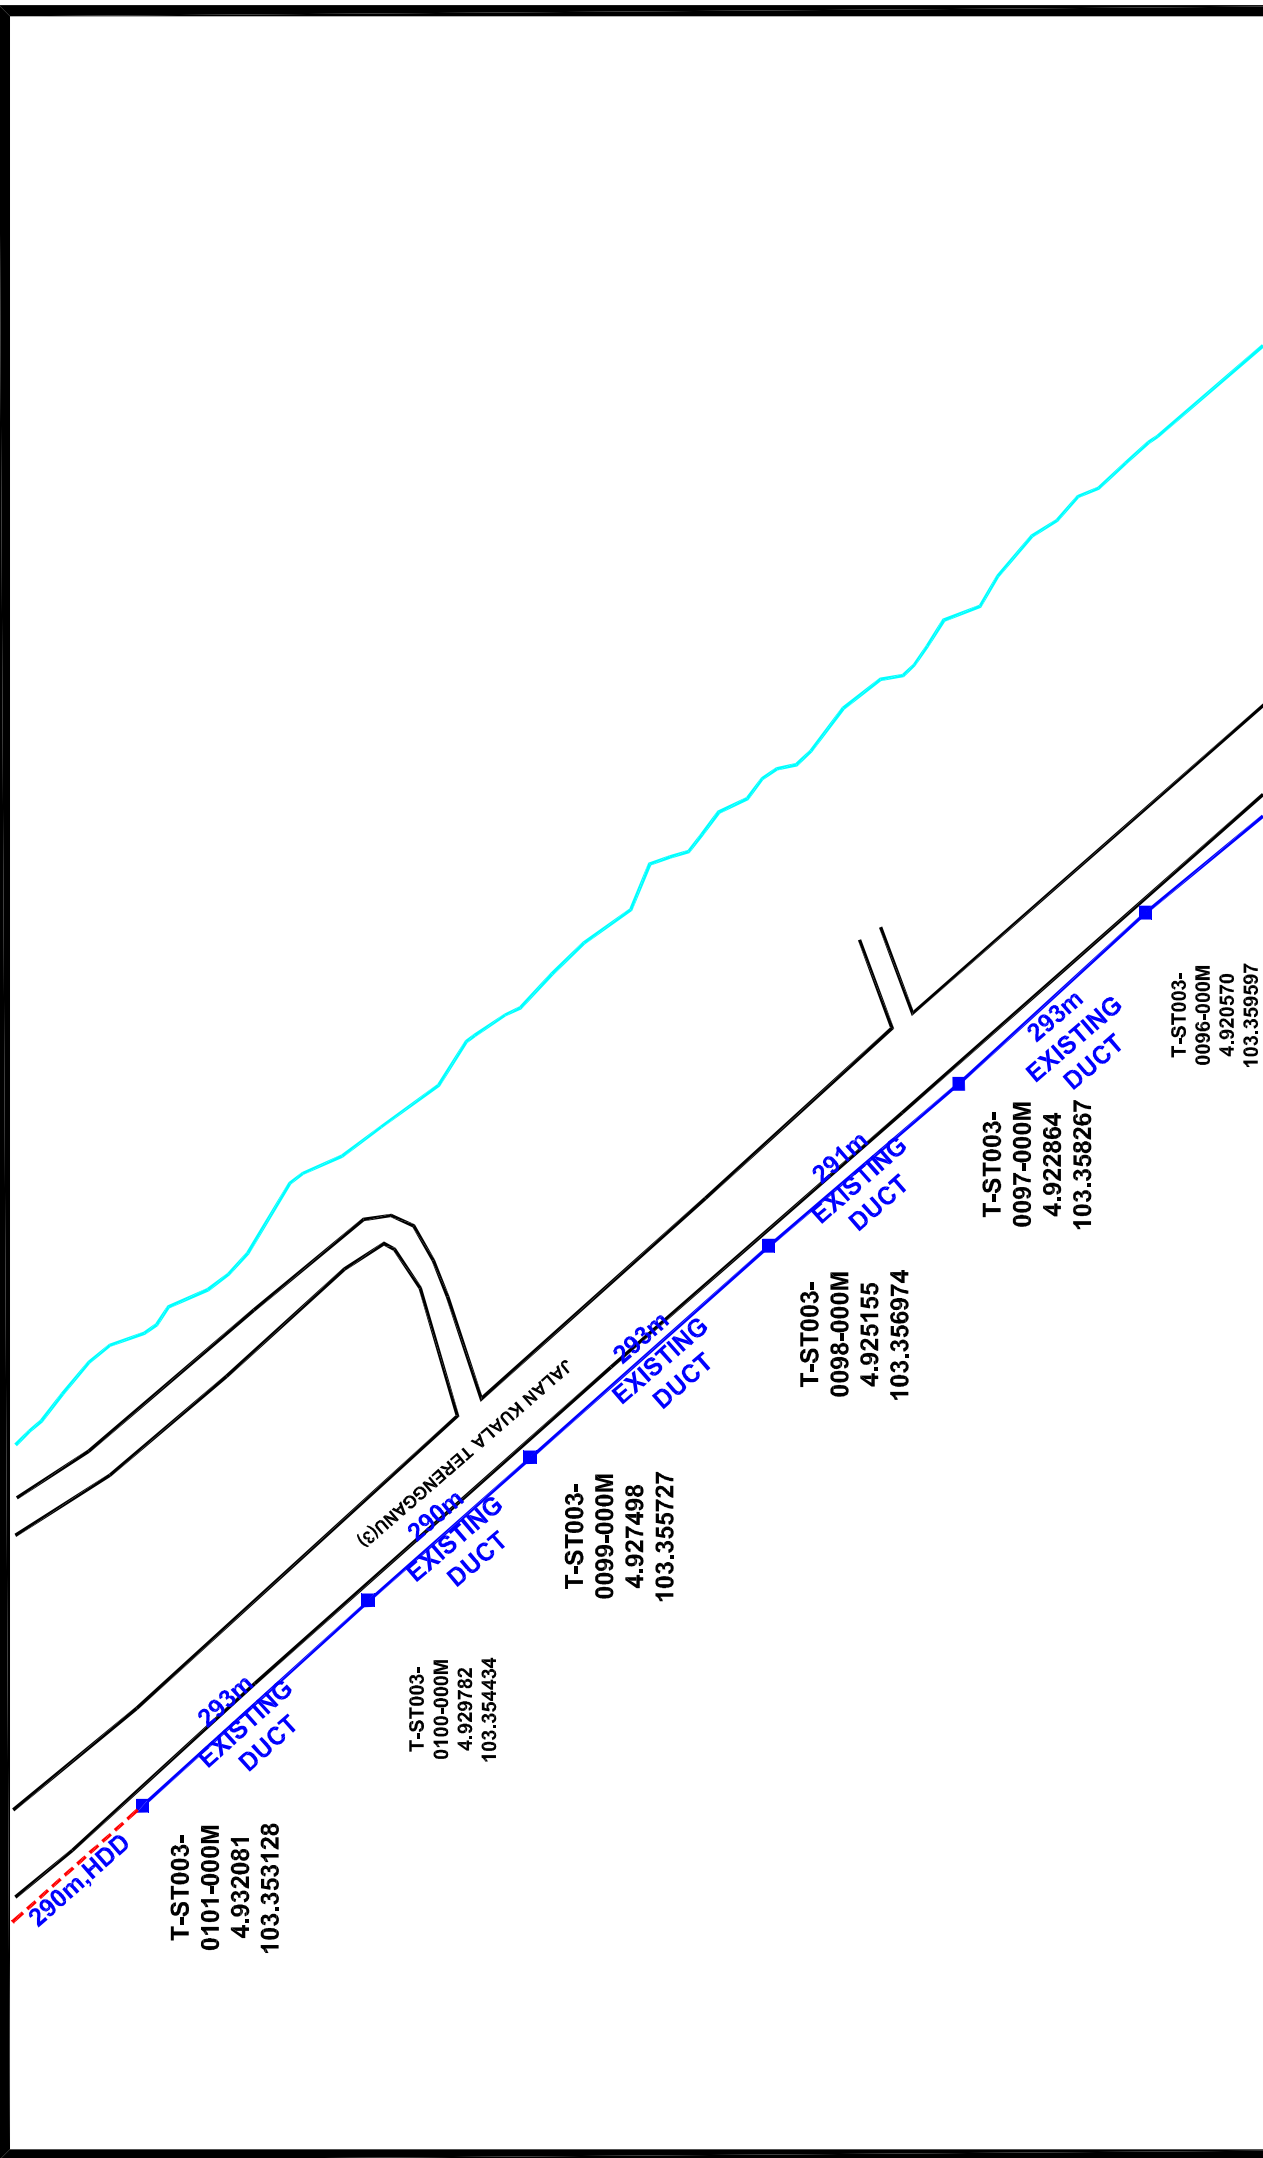 290m,HDD
T-ST003-
0101-000M
4.932081
103.353128
293m
EXISTING
DUCT
T-ST003-
0100-000M
4.929782
103.354434
290m
EXISTING
DUCT
JALAN KUALA TERENGGANU(3)
T-ST003-
0099-000M
4.927498
103.355727
293m
EXISTING
DUCT
T-ST003-
0098-000M
4.925155
103.356974
291m
EXISTING
DUCT
T-ST003-
0097-000M
4.922864
103.358267
293m
EXISTING
DUCT
T-ST003-
0096-000M
4.920570
103.359597